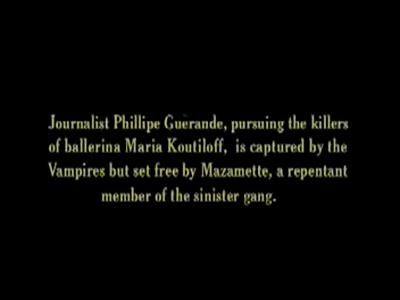 Journalist Phillipe Guerande, pursuing the killers
of ballerina Maria Koutiloff, is captured by the
Vampires but set free by Mazamette, a repentant
member of the sinister gang.